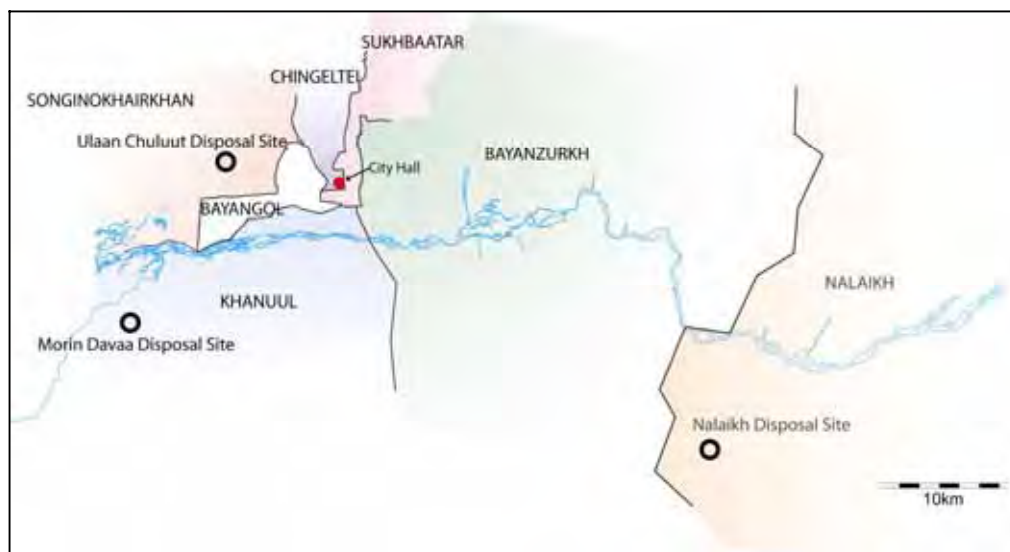 SUKHBAATAR
CHINGELTEI
SONGINOKHAIRKHAN
Ulaan Chuluut Disposal Site
BAYANZURKH
City Hall
BAYANGOL
NALAIKH
KHANUUL
Morin Davaa Disposal Site
Nalaikh Disposal Site
10km